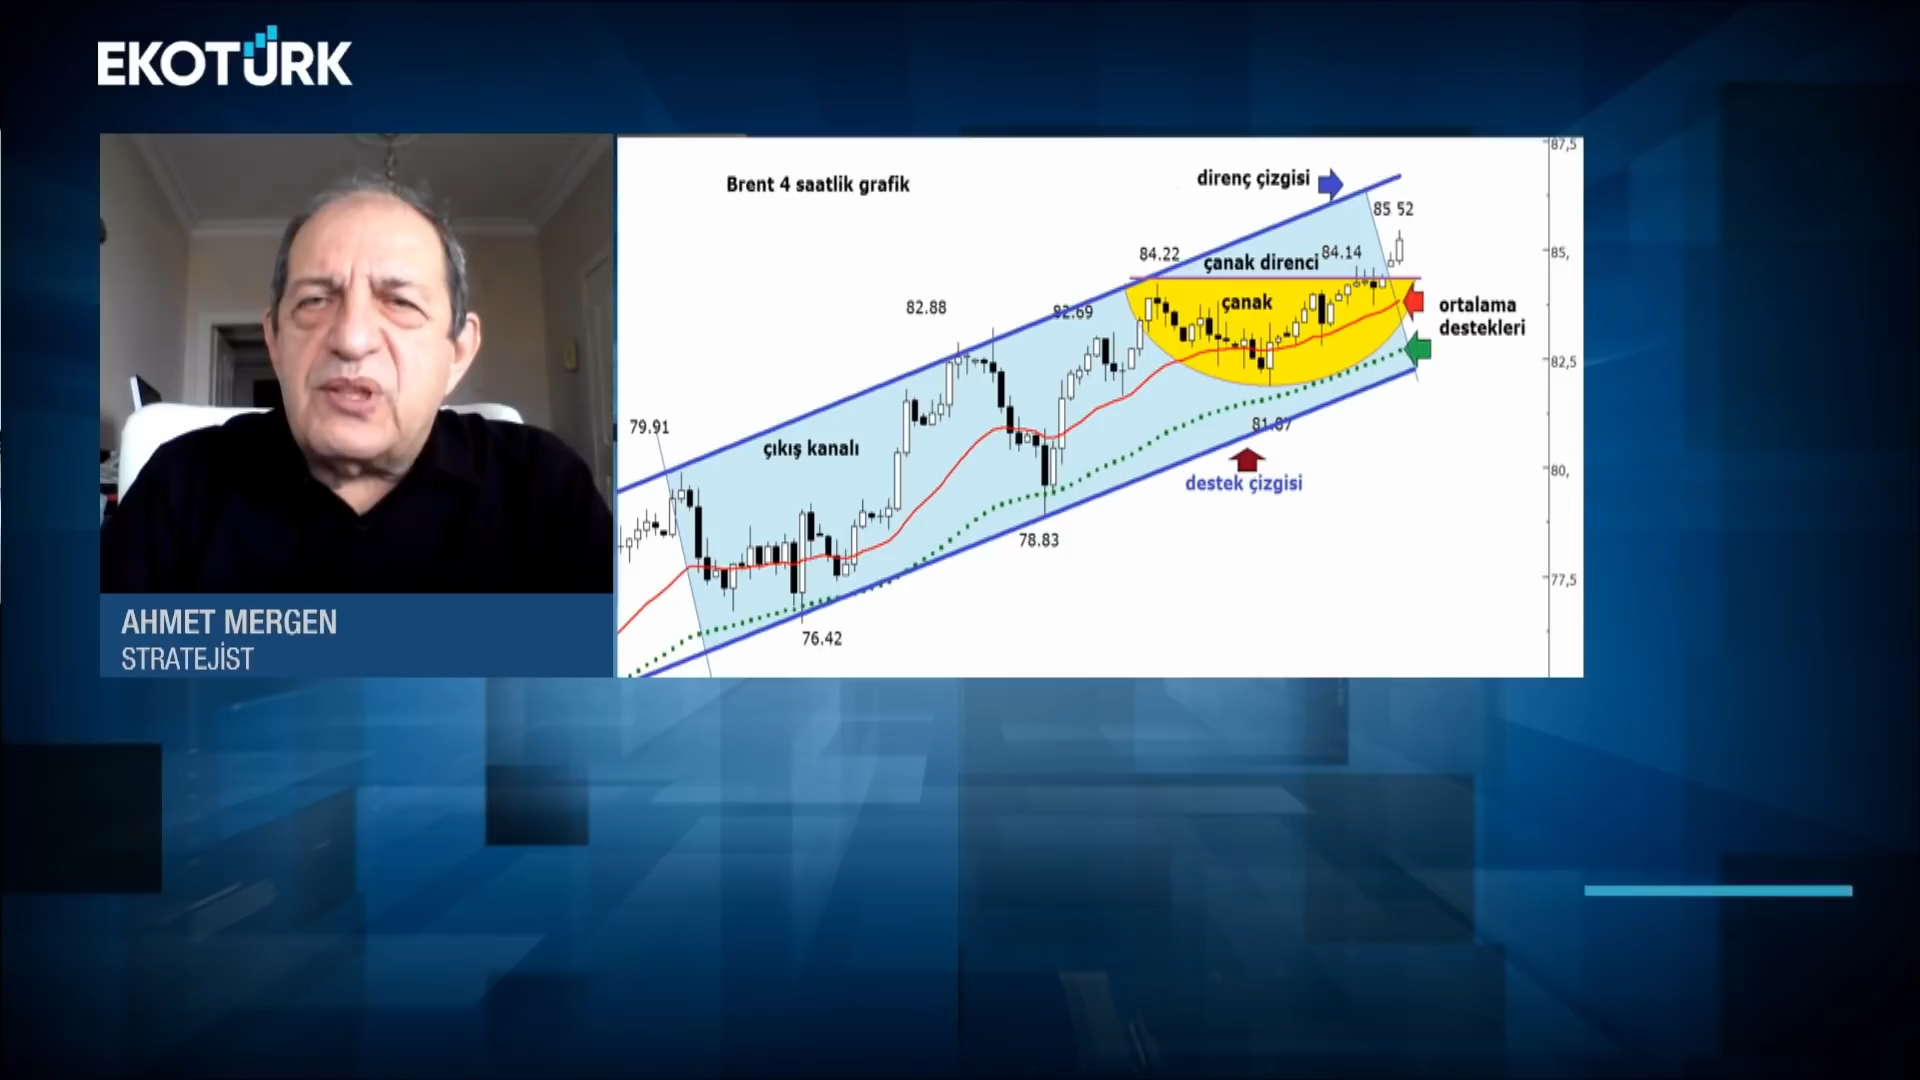 EKOTÜRK
AHMET MERGEN
STRATEJİST
Brent 4 saatlik grafik
direnç çizgisi
87,5
85 52
84.22
84.14
85,
çanak direnci
çanak
82.88
82.69
ortalama
destekleri
82,5
79.91
çıkış kanalı
81.87
80,
destek çizgisi
78.83
77,5
76.42